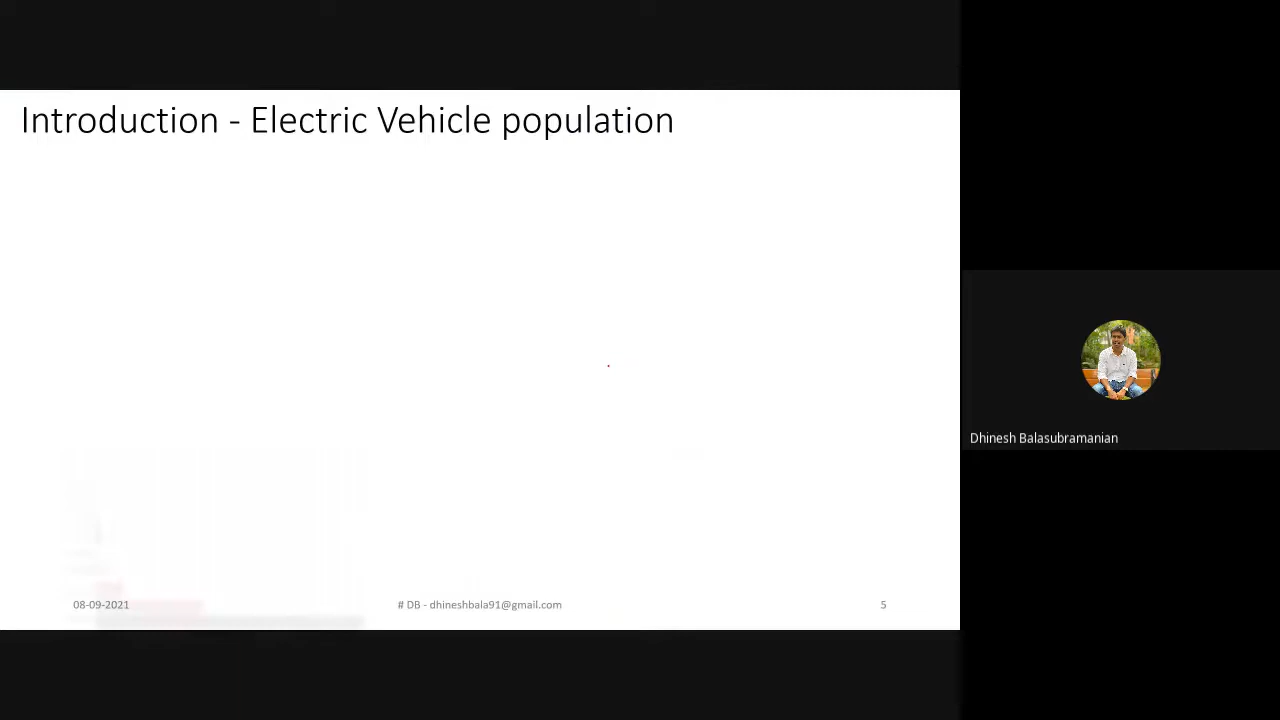 Introduction - Electric Vehicle population
Dhinesh Balasubramanian
08-09-2021
# DB - dhineshbala91@gmail.com
5